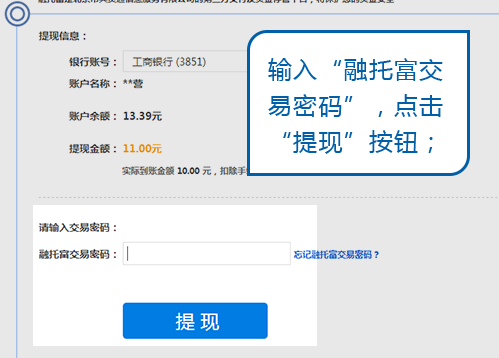 提现信息：
银行账号： 工商银行 (3851)
账户名称： **营
账户余额： 13.39元
提现金额： 11.00元
实际到账金额 10.00 元，扣除手
输入“融托富交
易密码”，点击
“提现”按钮；
请输入交易密码：
融托富交易密码： 忘记融托富交易密码？
提现